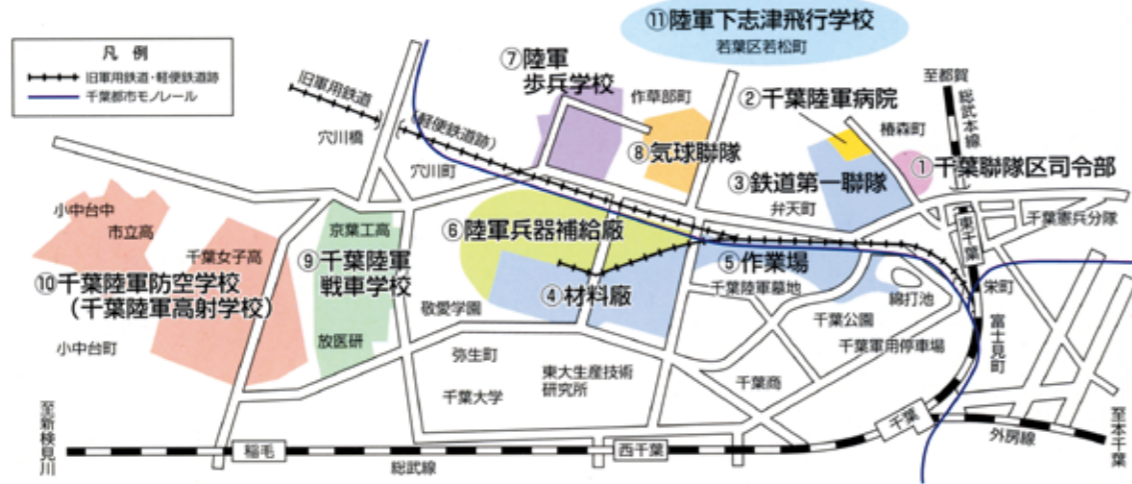 凡例
旧軍用鉄道・軽便鉄道跡
千葉都市モノレール
⑪陸軍下志津飛行学校
若葉区若松町
⑦陸軍
歩兵学校
作草部町
②千葉陸軍病院
椿森町
至都賀
総武本線
旧軍用鉄道
(軽便鉄道跡)
穴川橋
穴川町
⑧気球聯隊
①千葉聯隊区司令部
③鉄道第一聯隊
弁天町
東千葉
千葉憲兵分隊
小中台中
市立高
千葉女子高
京葉工高
⑥陸軍兵器補給廠
⑩千葉陸軍防空学校
(千葉陸軍高射学校)
⑨千葉陸軍
戦車学校
⑤作業場
千葉陸軍墓地
④材料廠
敬愛学園
綿打池
栄町
千葉公園
千葉軍用停車場
富士見町
小中台町
放医研
弥生町
東大生産技術
研究所
千葉商
千葉大学
至新検見川
稲毛
総武線
西千葉
千葉
外房線
至本千葉